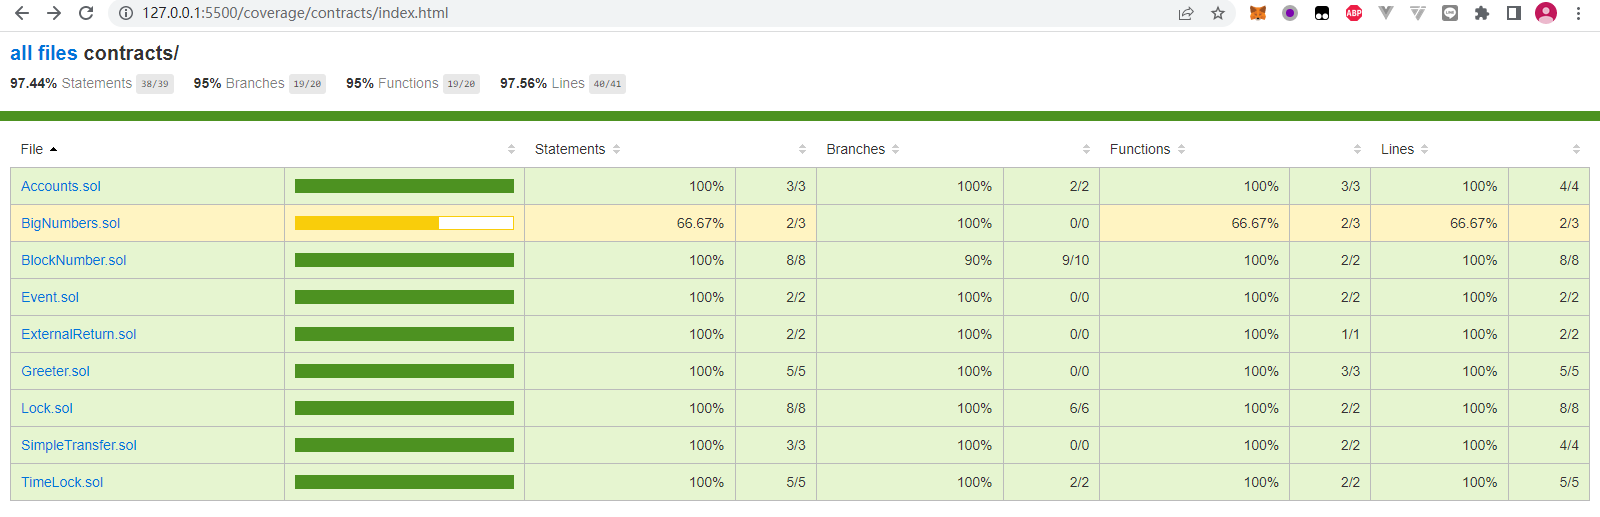 127.0.0.1:5500/coverage/contracts/index.html
ABP
LINE
all files contracts/
97.44% Statements 38/39 95% Branches 19/20 95% Functions 19/20 97.56% Lines 40/41
File Statements Branches Functions Lines
Accounts.sol 100% 3/3 100% 2/2 100% 3/3 100% 4/4
BigNumbers.sol 66.67% 2/3 100% 0/0 66.67% 2/3 66.67% 2/3
BlockNumber.sol 100% 8/8 90% 9/10 100% 2/2 100% 8/8
Event.sol 100% 2/2 100% 0/0 100% 2/2 100% 2/2
ExternalReturn.sol 100% 2/2 100% 0/0 100% 1/1 100% 2/2
Greeter.sol 100% 5/5 100% 0/0 100% 3/3 100% 5/5
Lock.sol 100% 8/8 100% 6/6 100% 2/2 100% 8/8
SimpleTransfer.sol 100% 3/3 100% 0/0 100% 2/2 100% 4/4
TimeLock.sol 100% 5/5 100% 2/2 100% 2/2 100% 5/5